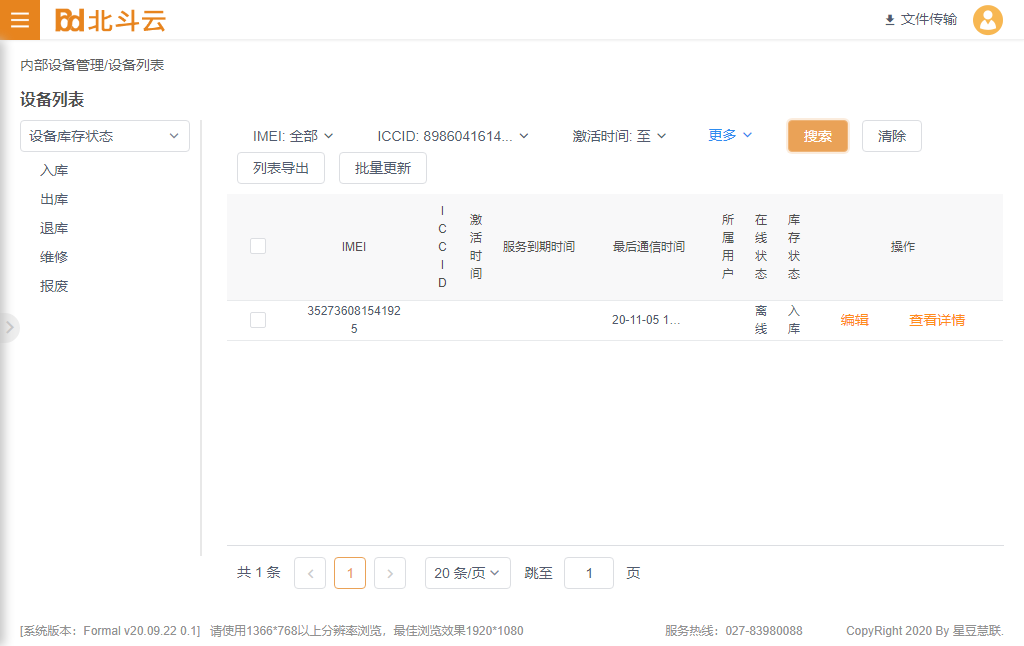 北斗云
文件传输
内部设备管理/设备列表
设备列表
设备库存状态
入库
出库
退库
维修
报废
IMEI: 全部
ICCID: 8986041614...
激活时间: 至
更多
搜索
清除
列表导出
批量更新
IMEI
ICCID
激活时间
服务到期时间
最后通信时间
所属用户
在线状态
库存状态
操作
35273608154192
5
20-11-05 1...
离线
入库
编辑
查看详情
共 1 条
1
20 条/页
跳至
1
页
[系统版本：Formal v20.09.22 0.1] 请使用1366*768以上分辨率浏览，最佳浏览效果1920*1080
服务热线：027-83980088
CopyRight 2020 By 星豆慧联.